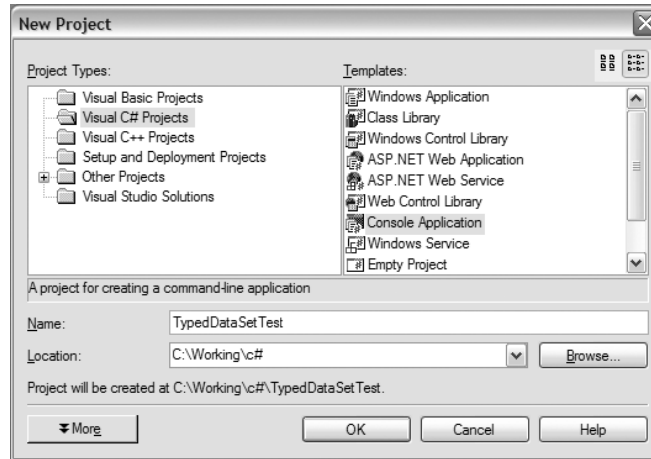 New Project
Project Types:
Templates:
Visual Basic Projects
Visual C# Projects
Visual C++ Projects
Setup and Deployment Projects
Other Projects
Visual Studio Solutions
Windows Application
Class Library
Windows Control Library
ASP.NET Web Application
ASP.NET Web Service
Web Control Library
Console Application
Windows Service
Empty Project
A project for creating a command-line application
Name:
TypedDataSetTest
Location:
C:\Working\c#
Browse...
Project will be created at C:\Working\c#\TypedDataSetTest.
More
OK
Cancel
Help